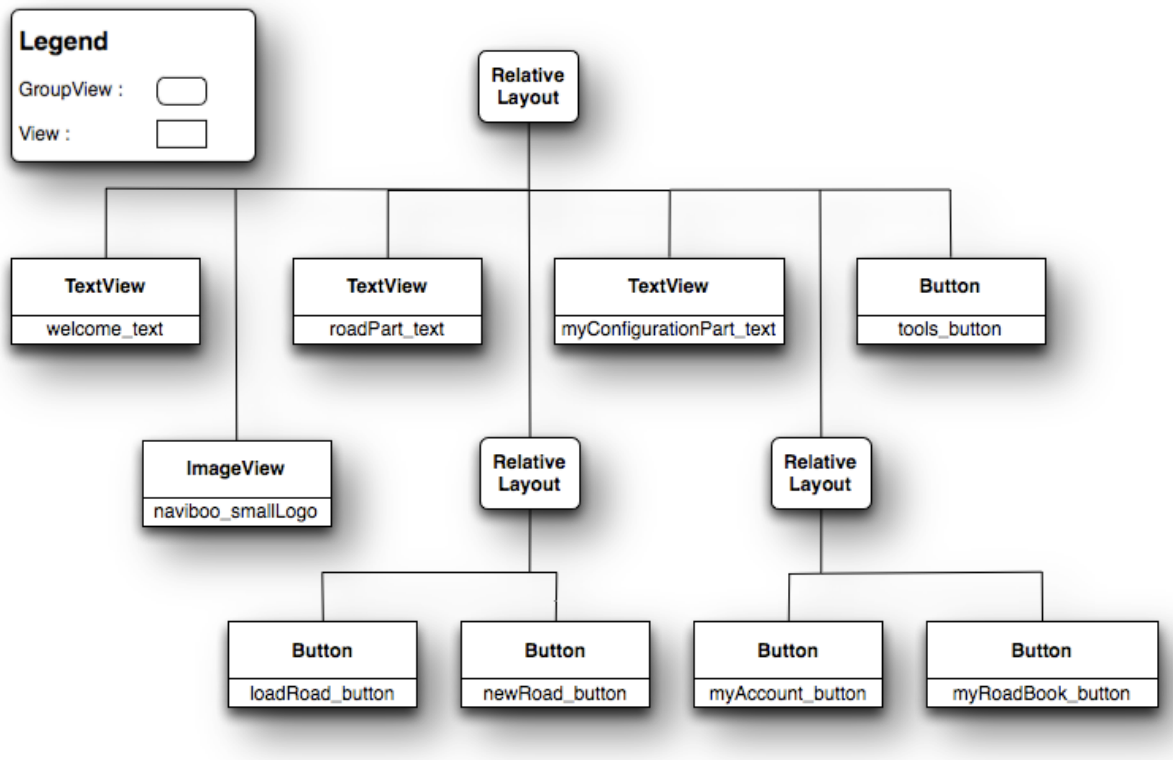 Legend
GroupView :
View :
Relative
Layout
TextView
welcome_text
TextView
roadPart_text
TextView
myConfigurationPart_text
Button
tools_button
ImageView
naviboo_smallLogo
Relative
Layout
Relative
Layout
Button
loadRoad_button
Button
newRoad_button
Button
myAccount_button
Button
myRoadBook_button